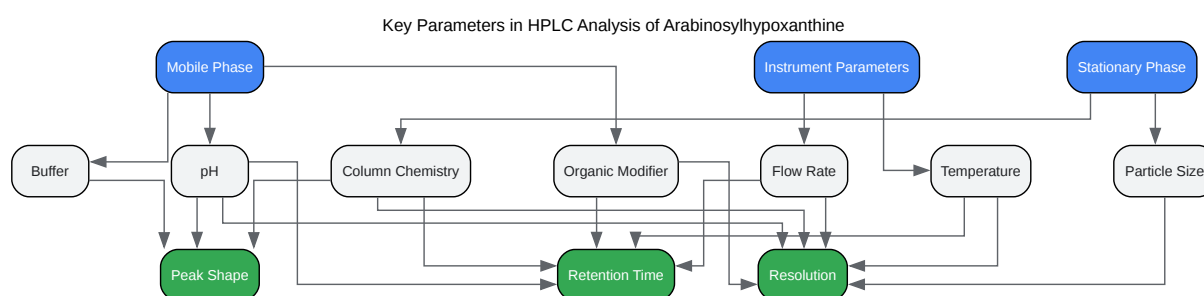 Key Parameters in HPLC Analysis of Arabinosylhypoxanthine
Mobile Phase
Instrument Parameters
Stationary Phase
Buffer
pH
Column Chemistry
Organic Modifier
Flow Rate
Temperature
Particle Size
Peak Shape
Retention Time
Resolution